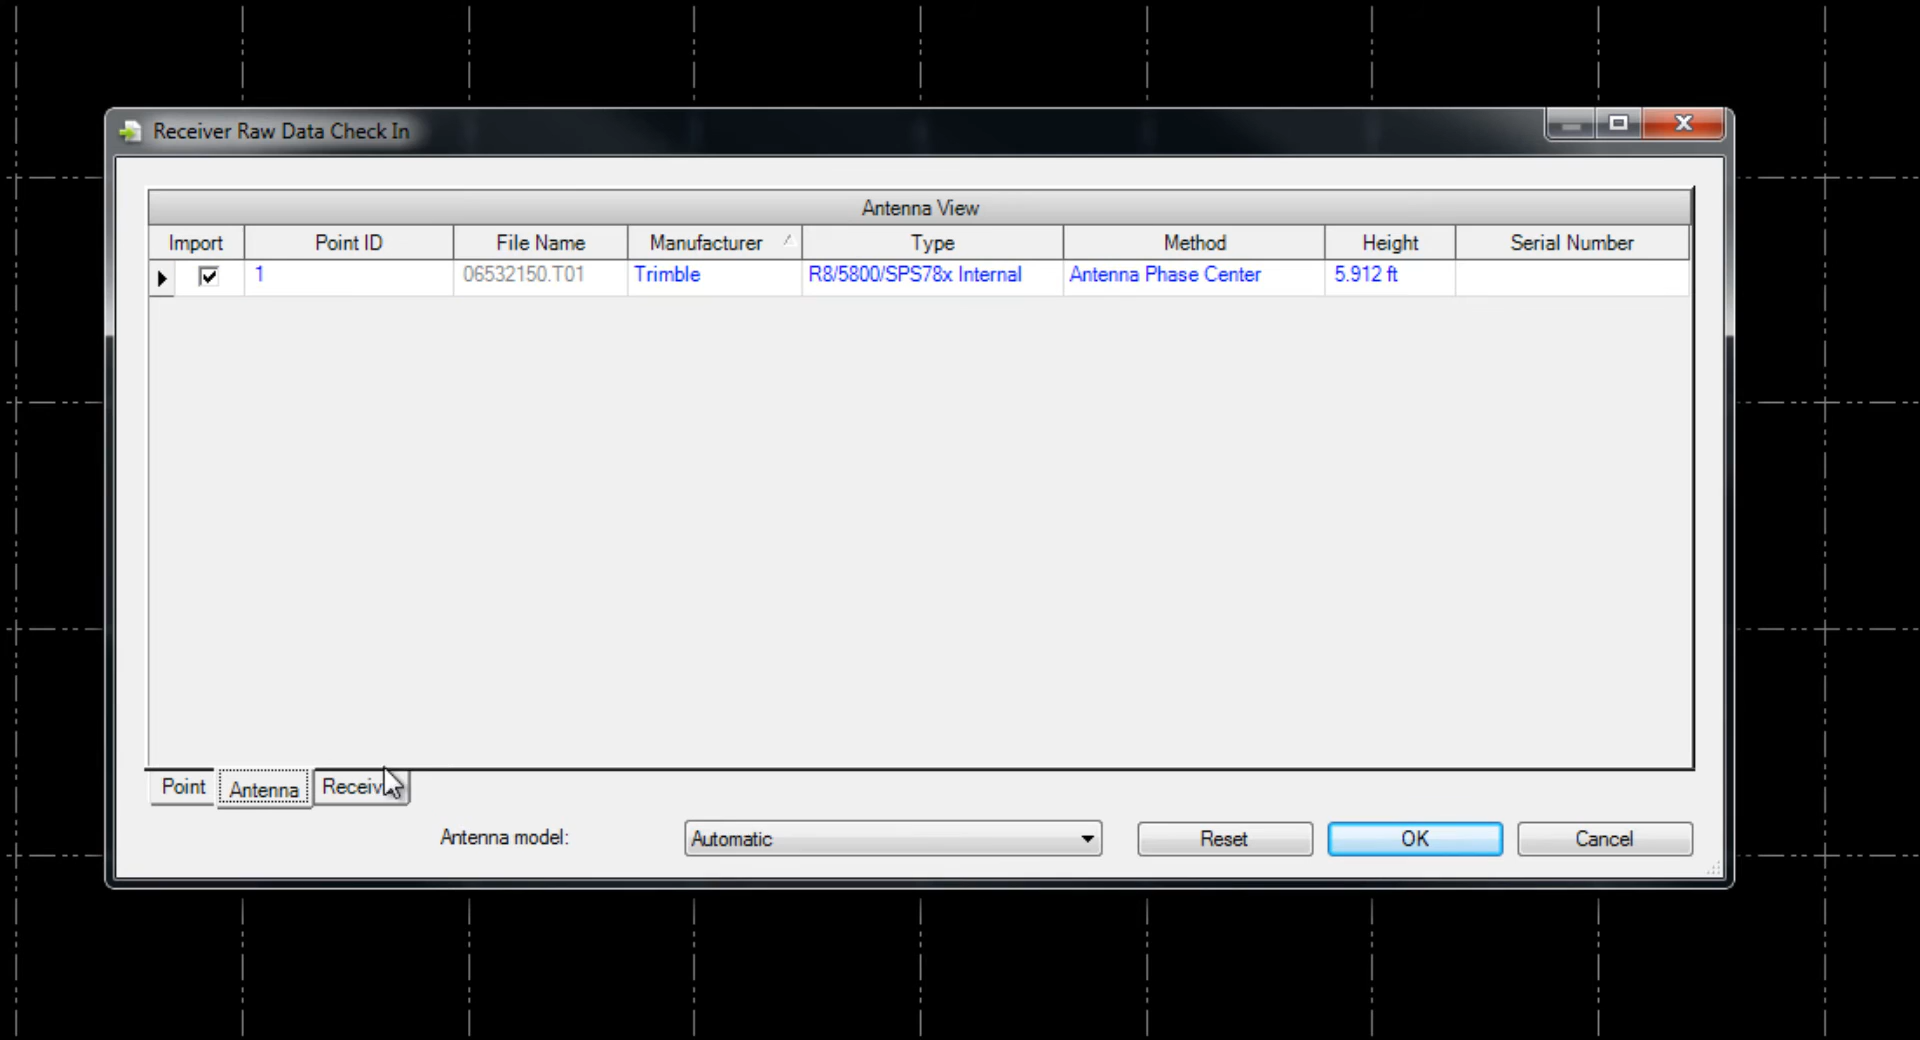 Receiver Raw Data Check In
Antenna View
Import Point ID File Name Manufacturer Type Method Height Serial Number
1 06532150.T01 Trimble R8/5800/SPS78x Internal Antenna Phase Center 5.912 ft
Point Antenna Receiv
Antenna model: Automatic Reset OK Cancel